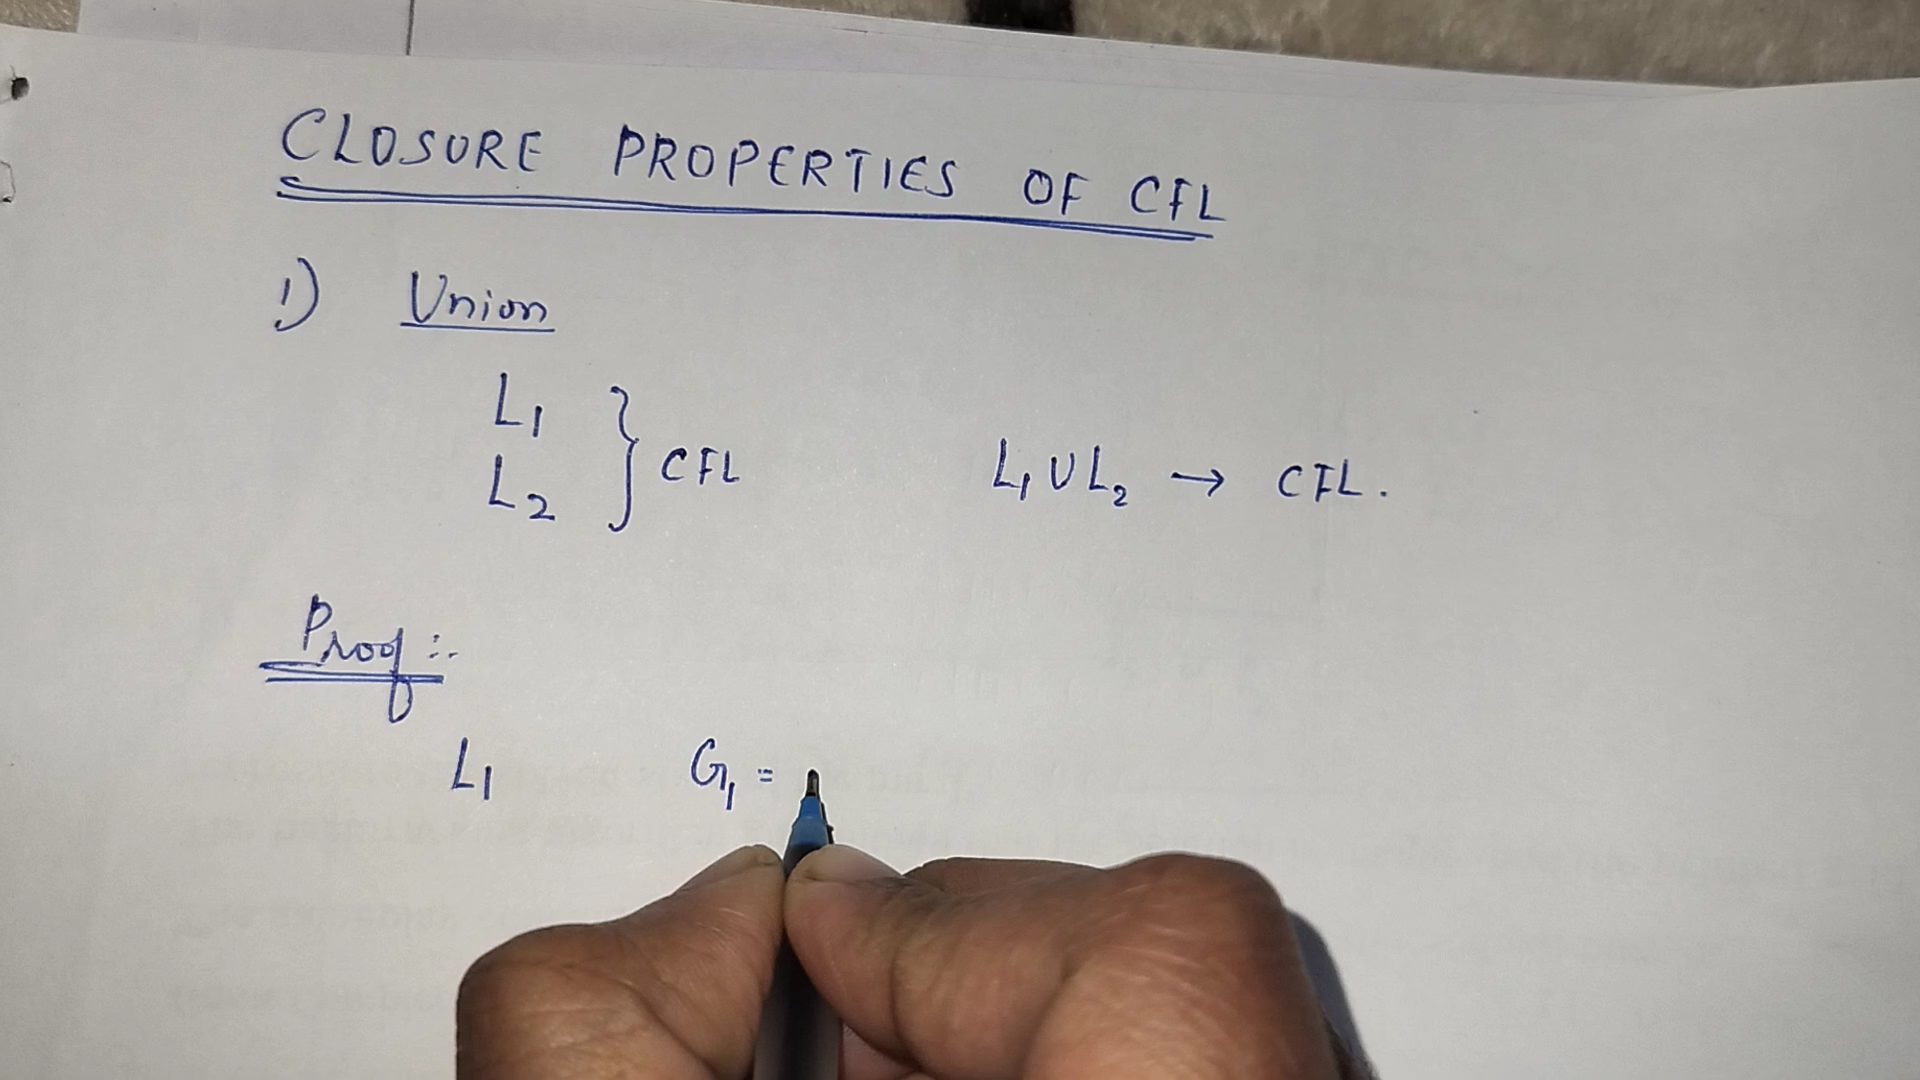 CLOSURE PROPERTIES OF CFL
1) Union
L1
L2 } CFL
L1 ∪ L2 → CFL.
Proof :-
L1 G1 =